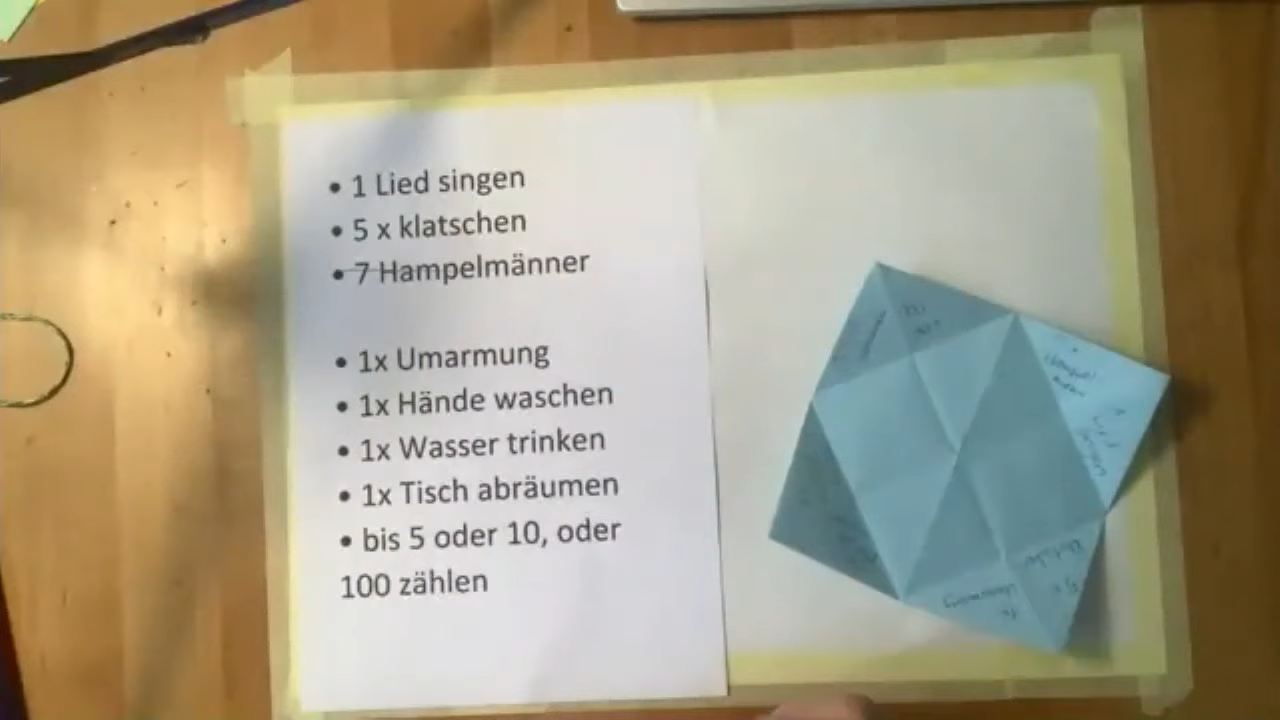 • 1 Lied singen
• 5 x klatschen
• 7 Hampelmänner
• 1x Umarmung
• 1x Hände waschen
• 1x Wasser trinken
• 1x Tisch abräumen
• bis 5 oder 10, oder
100 zählen